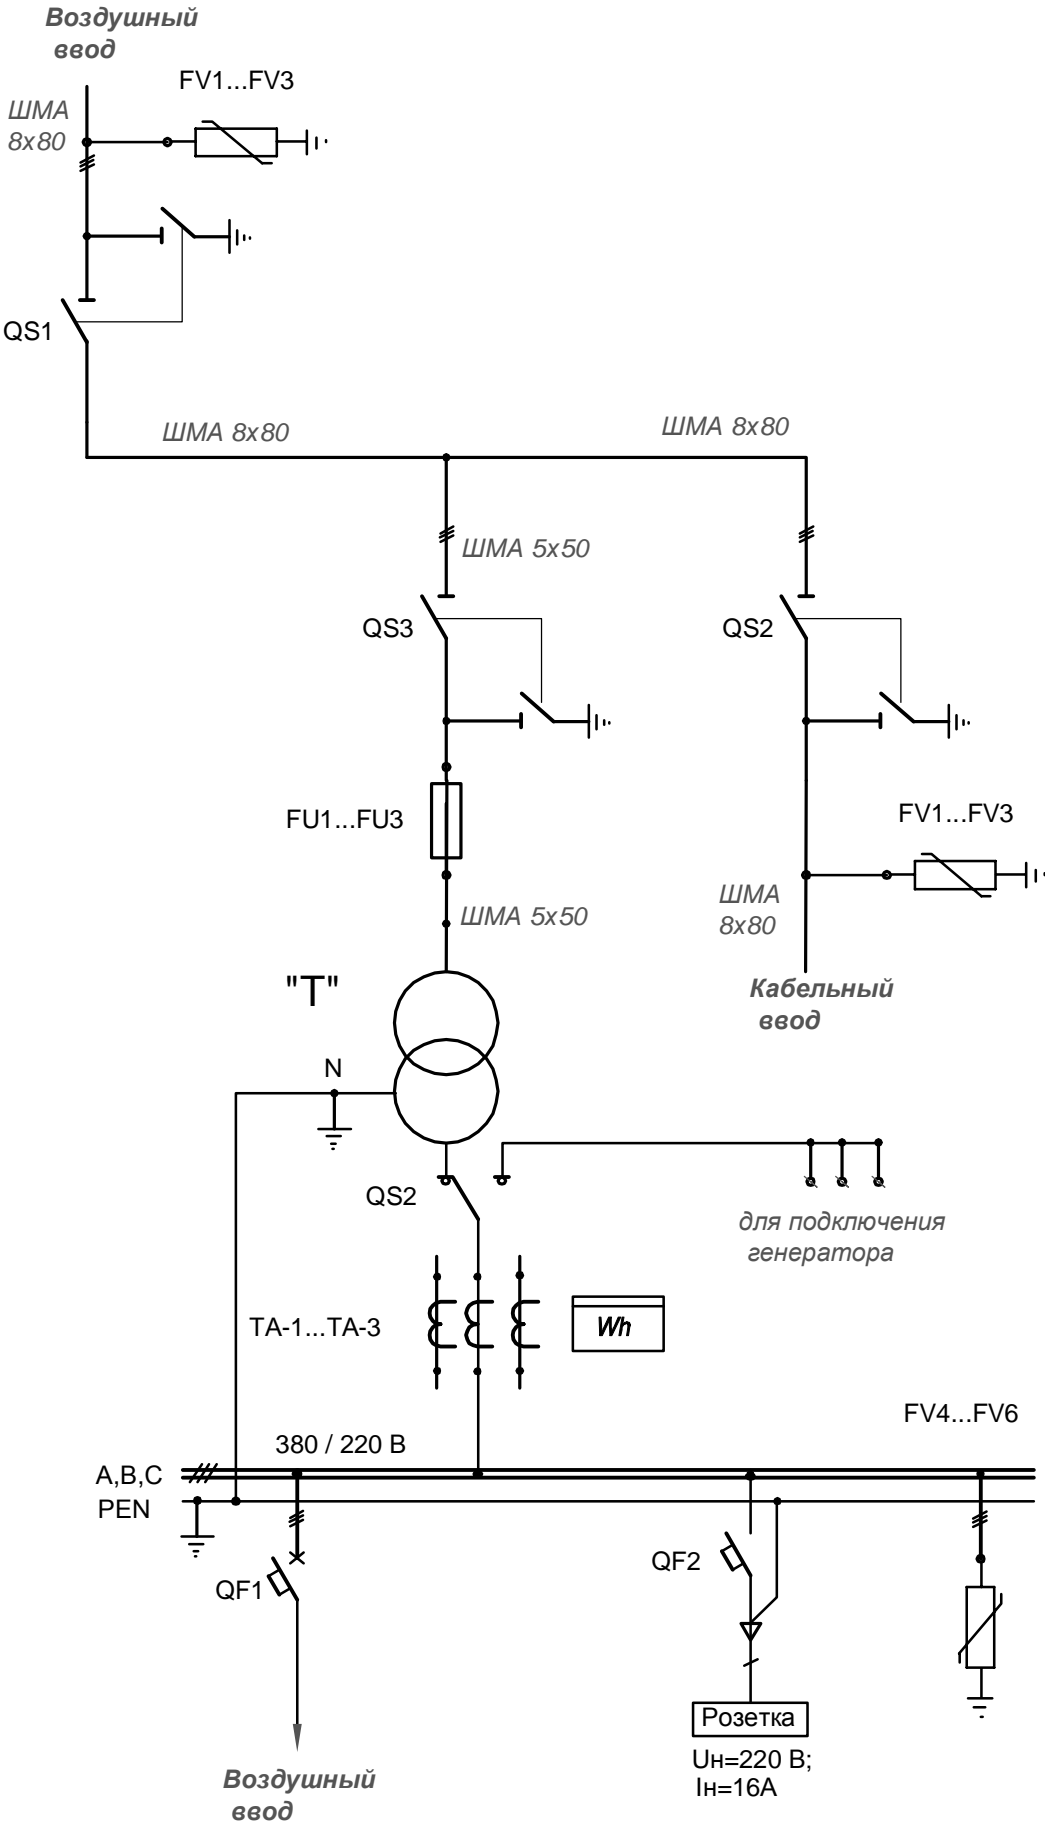 Воздушный
ввод
FV1...FV3
ШМА
8х80
QS1
ШМА 8х80
ШМА 8х80
ШМА 5х50
QS3
QS2
FU1...FU3
FV1...FV3
ШМА 5х50
ШМА
8х80
"Т"
Кабельный
ввод
N
QS2
для подключения
генератора
ТА-1...ТА-3
Wh
FV4...FV6
380 / 220 В
А,В,С
PEN
QF1
QF2
Розетка
Uн=220 В;
Iн=16А
Воздушный
ввод